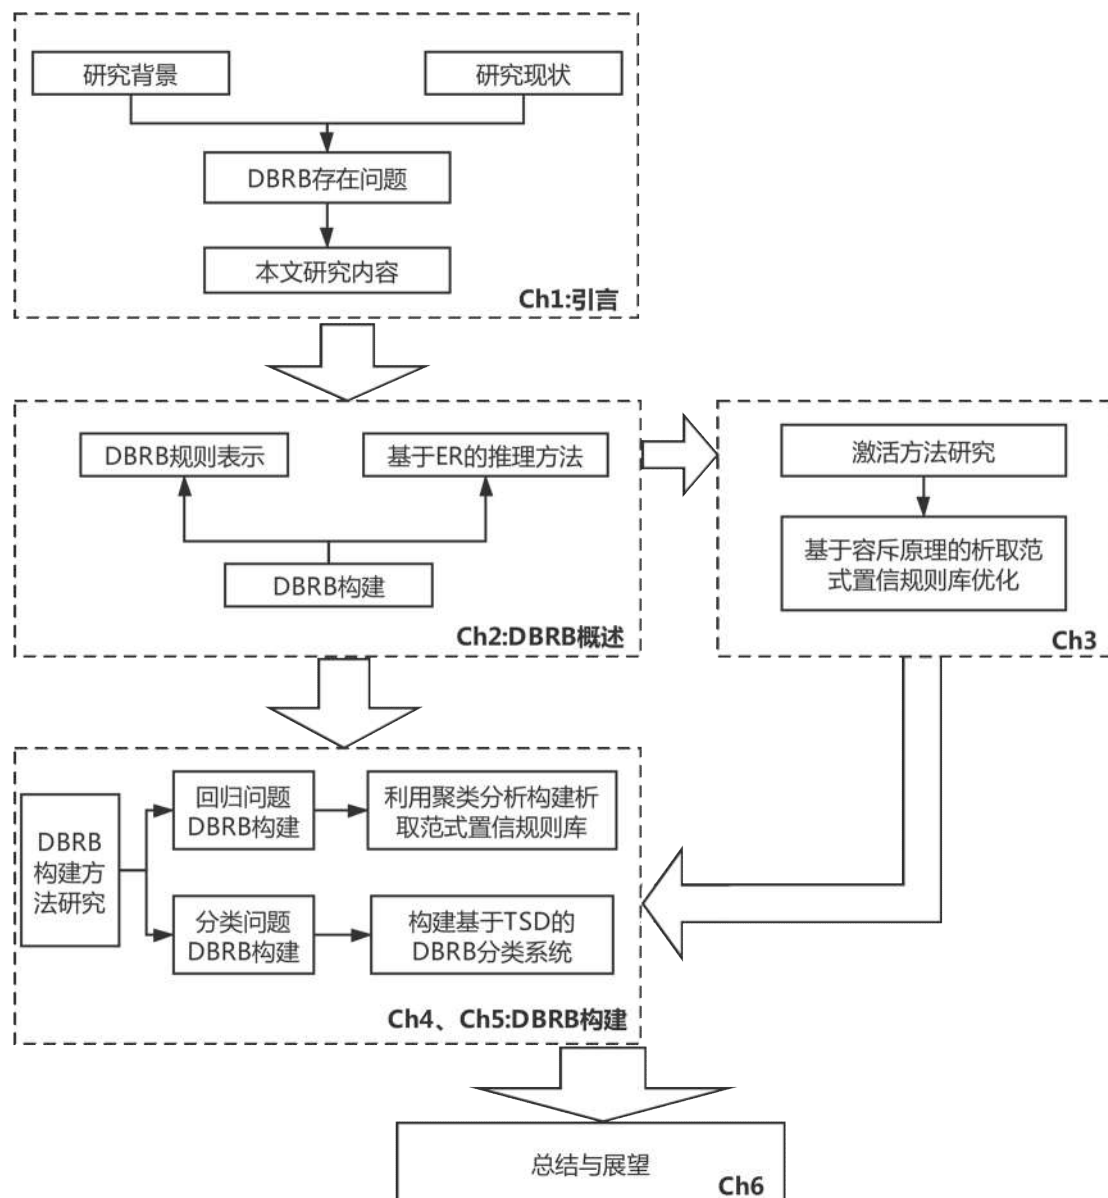 研究背景
研究现状
DBRB存在问题
本文研究内容
Ch1:引言
DBRB规则表示
基于ER的推理方法
DBRB构建
Ch2:DBRB概述
激活方法研究
基于容斥原理的析取范
式置信规则库优化
Ch3
DBRB
构建方
法研究
回归问题
DBRB构建
利用聚类分析构建析
取范式置信规则库
分类问题
DBRB构建
构建基于TSD的
DBRB分类系统
Ch4、Ch5:DBRB构建
总结与展望
Ch6